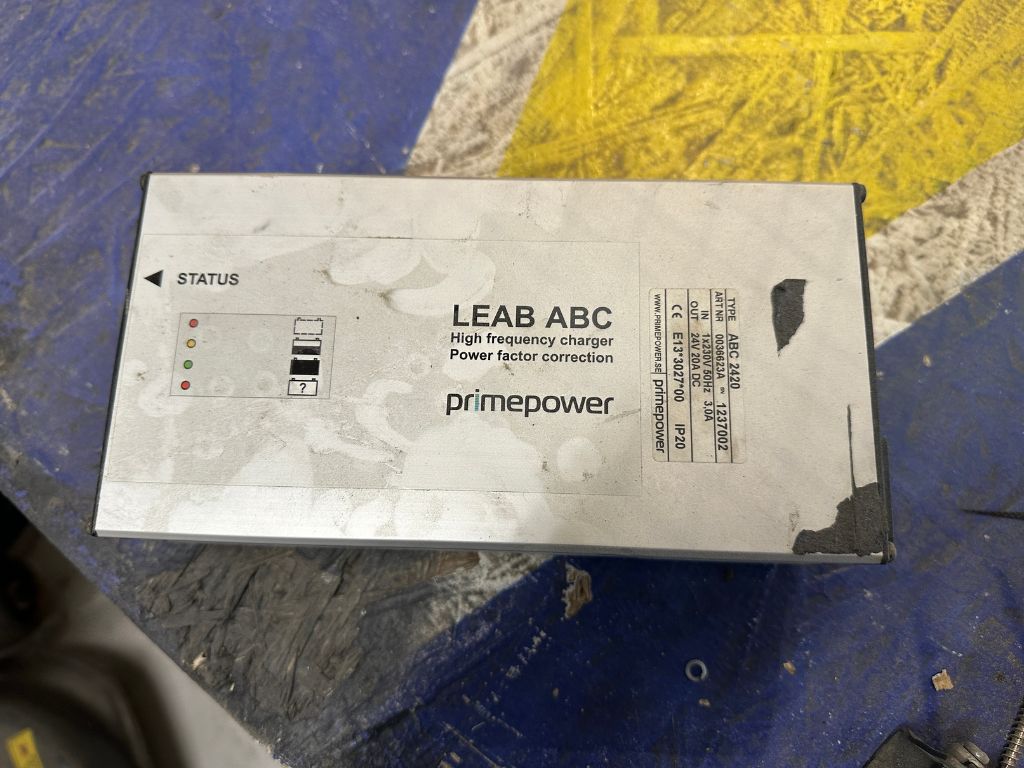 STATUS
?
LEAB ABC
High frequency charger
Power factor correction
primepower
TYPE ABC 2420
ART NR 0036623A SN 1237002
IN 1x230V 50Hz 3,0A
OUT 24V 20A DC
CE E13*3027*00 IP20
WWW.PRIMEPOWER.SE primepower